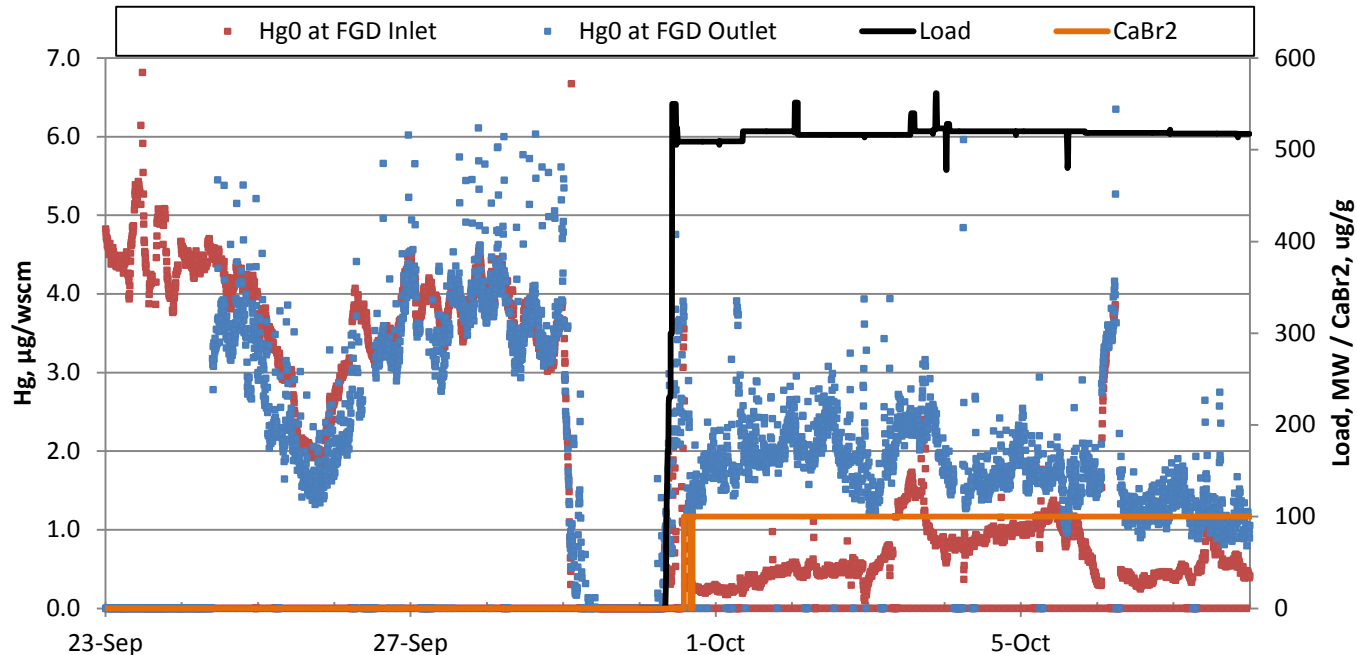 Hg0 at FGD Inlet Hg0 at FGD Outlet Load CaBr2
7.0 600
6.0 500
5.0 400
4.0 300
3.0 200
2.0 100
1.0 0
0.0
Hg, µg/wscm
Load, MW / CaBr2, ug/g
23-Sep 27-Sep 1-Oct 5-Oct